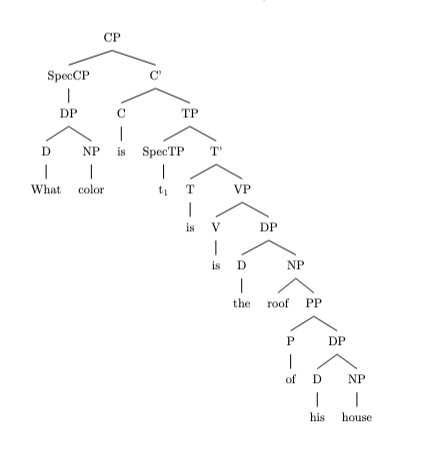 CP
SpecCP C'
DP C TP
D NP is SpecTP T'
What color t₁ T VP
is V DP
is D NP
the roof PP
P DP
of D NP
his house